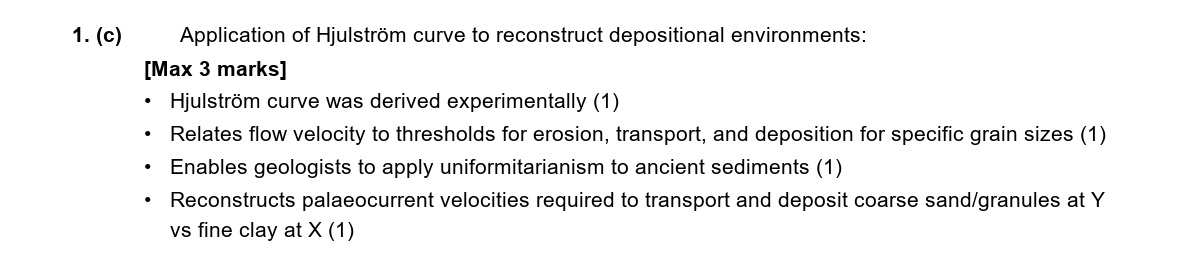 1. (c) Application of Hjulström curve to reconstruct depositional environments:
[Max 3 marks]
• Hjulström curve was derived experimentally (1)
• Relates flow velocity to thresholds for erosion, transport, and deposition for specific grain sizes (1)
• Enables geologists to apply uniformitarianism to ancient sediments (1)
• Reconstructs palaeocurrent velocities required to transport and deposit coarse sand/granules at Y
vs fine clay at X (1)